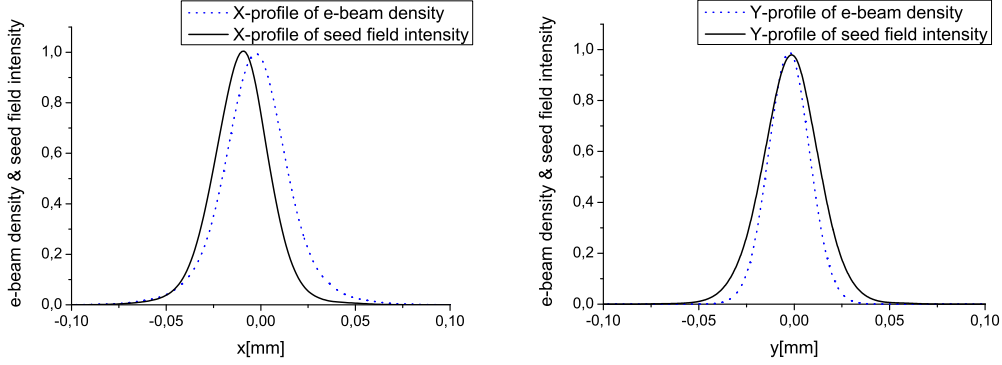 X-profile of e-beam density
X-profile of seed field intensity
e-beam density & seed field intensity
1,0
0,8
0,6
0,4
0,2
0,0
-0,10
-0,05
0,00
0,05
0,10
x[mm]
Y-profile of e-beam density
Y-profile of seed field intensity
e-beam density & seed field intensity
1,0
0,8
0,6
0,4
0,2
0,0
-0,10
-0,05
0,00
0,05
0,10
y[mm]